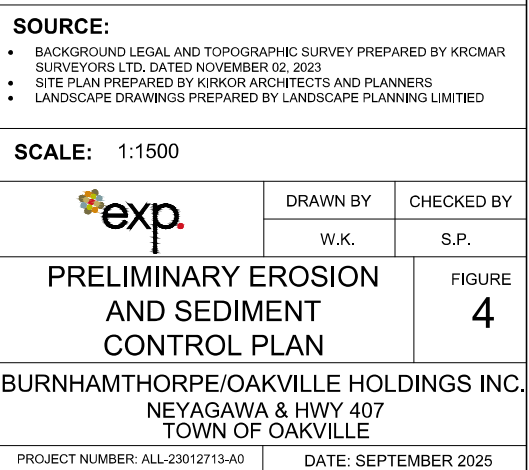 SOURCE:
• BACKGROUND LEGAL AND TOPOGRAPHIC SURVEY PREPARED BY KRCMAR
SURVEYORS LTD. DATED NOVEMBER 02, 2023
• SITE PLAN PREPARED BY KIRKOR ARCHITECTS AND PLANNERS
• LANDSCAPE DRAWINGS PREPARED BY LANDSCAPE PLANNING LIMITIED
SCALE: 1:1500
exp.
DRAWN BY
CHECKED BY
W.K.
S.P.
PRELIMINARY EROSION
AND SEDIMENT
CONTROL PLAN
FIGURE
4
BURNHAMTHORPE/OAKVILLE HOLDINGS INC.
NEYAGAWA & HWY 407
TOWN OF OAKVILLE
PROJECT NUMBER: ALL-23012713-A0
DATE: SEPTEMBER 2025